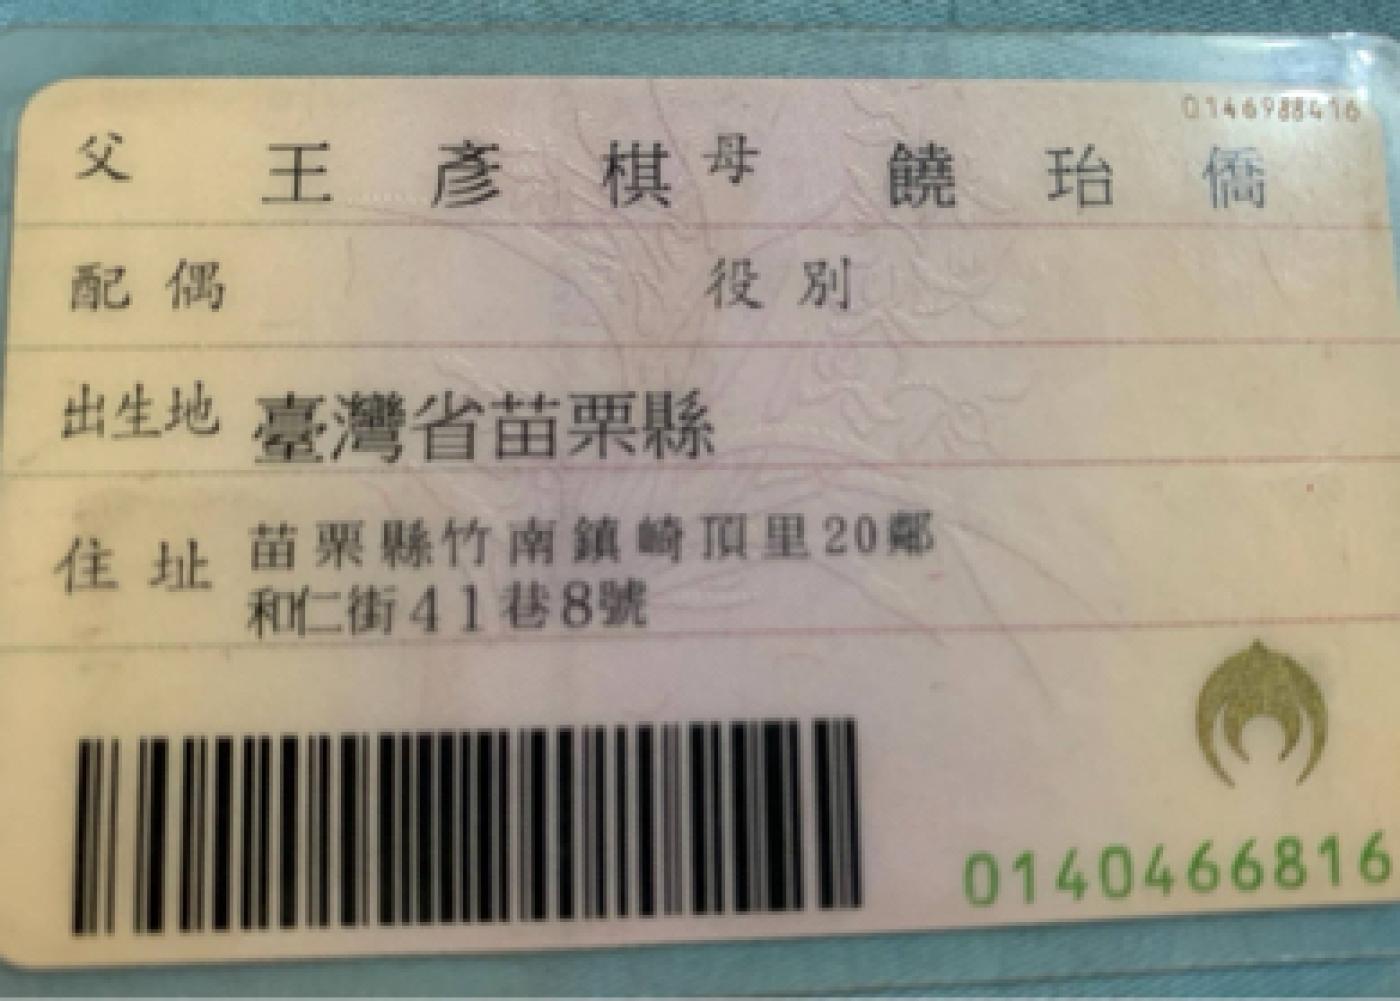 0146988416
父 王彥棋 母 饒珆僑
配偶 役別
出生地 臺灣省苗栗縣
住址 苗栗縣竹南鎮崎頂里20鄰
和仁街41巷8號
0140466816